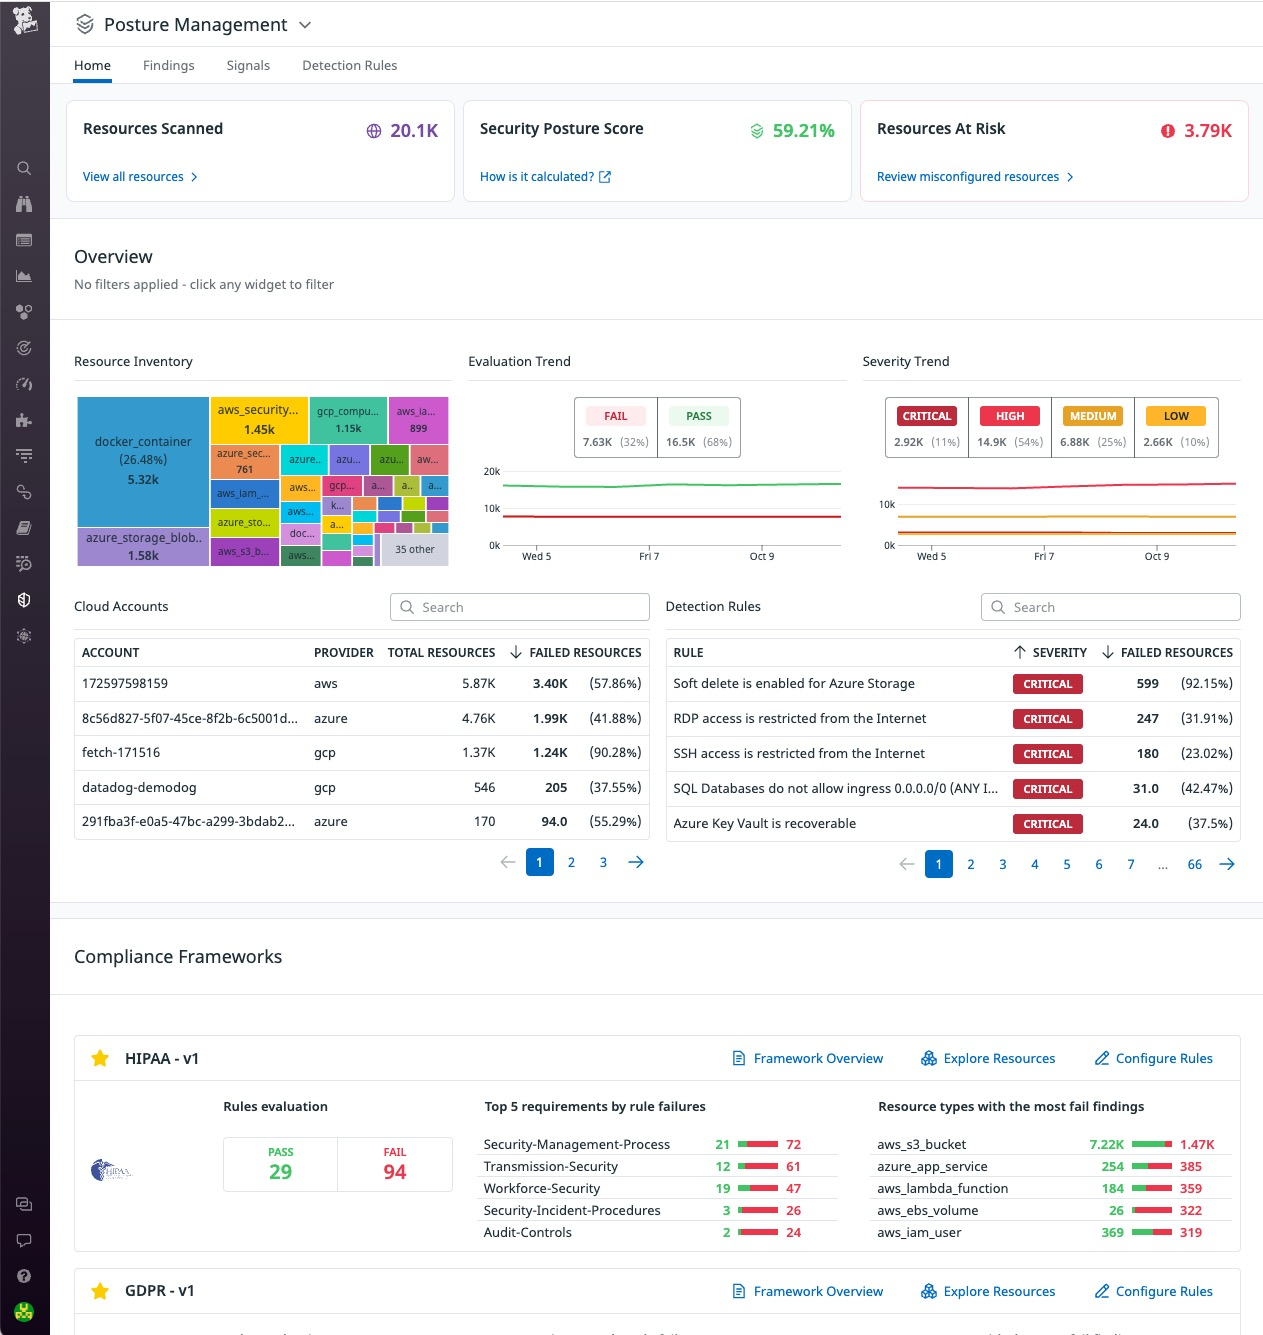 Posture Management
Home Findings Signals Detection Rules
Resources Scanned 20.1K
View all resources
Security Posture Score 59.21%
How is it calculated?
Resources At Risk 3.79K
Review misconfigured resources
Overview
No filters applied - click any widget to filter
Resource Inventory
docker_container
(26.48%)
5.32k
azure_storage_blob..
1.58k
aws_security...
1.45k
gcp_compu...
1.15k
aws_ia...
899
azure_sec...
761
azure.. azu... azu... aw...
aws_iam_... aws... gcp... a... a.. a...
azure_sto... aws... k...
a...
aws_s3_b... doc...
aws...
35 other
Evaluation Trend
FAIL PASS
7.63K (32%) 16.5K (68%)
20k
10k
0k
Wed 5 Fri 7 Oct 9
Severity Trend
CRITICAL HIGH MEDIUM LOW
2.92K (11%) 14.9K (54%) 6.88K (25%) 2.66K (10%)
10k
0k
Wed 5 Fri 7 Oct 9
Cloud Accounts Search
ACCOUNT PROVIDER TOTAL RESOURCES FAILED RESOURCES
172597598159 aws 5.87K 3.40K (57.86%)
8c56d827-5f07-45ce-8f2b-6c5001d... azure 4.76K 1.99K (41.88%)
fetch-171516 gcp 1.37K 1.24K (90.28%)
datadog-demodog gcp 546 205 (37.55%)
291fba3f-e0a5-47bc-a299-3bdab2... azure 170 94.0 (55.29%)
1 2 3
Detection Rules Search
RULE SEVERITY FAILED RESOURCES
Soft delete is enabled for Azure Storage CRITICAL 599 (92.15%)
RDP access is restricted from the Internet CRITICAL 247 (31.91%)
SSH access is restricted from the Internet CRITICAL 180 (23.02%)
SQL Databases do not allow ingress 0.0.0.0/0 (ANY I... CRITICAL 31.0 (42.47%)
Azure Key Vault is recoverable CRITICAL 24.0 (37.5%)
1 2 3 4 5 6 7 ... 66
Compliance Frameworks
HIPAA - v1 Framework Overview Explore Resources Configure Rules
HIPAA
Rules evaluation
PASS FAIL
29 94
Top 5 requirements by rule failures
Security-Management-Process 21 72
Transmission-Security 12 61
Workforce-Security 19 47
Security-Incident-Procedures 3 26
Audit-Controls 2 24
Resource types with the most fail findings
aws_s3_bucket 7.22K 1.47K
azure_app_service 254 385
aws_lambda_function 184 359
aws_ebs_volume 26 322
aws_iam_user 369 319
GDPR - v1 Framework Overview Explore Resources Configure Rules